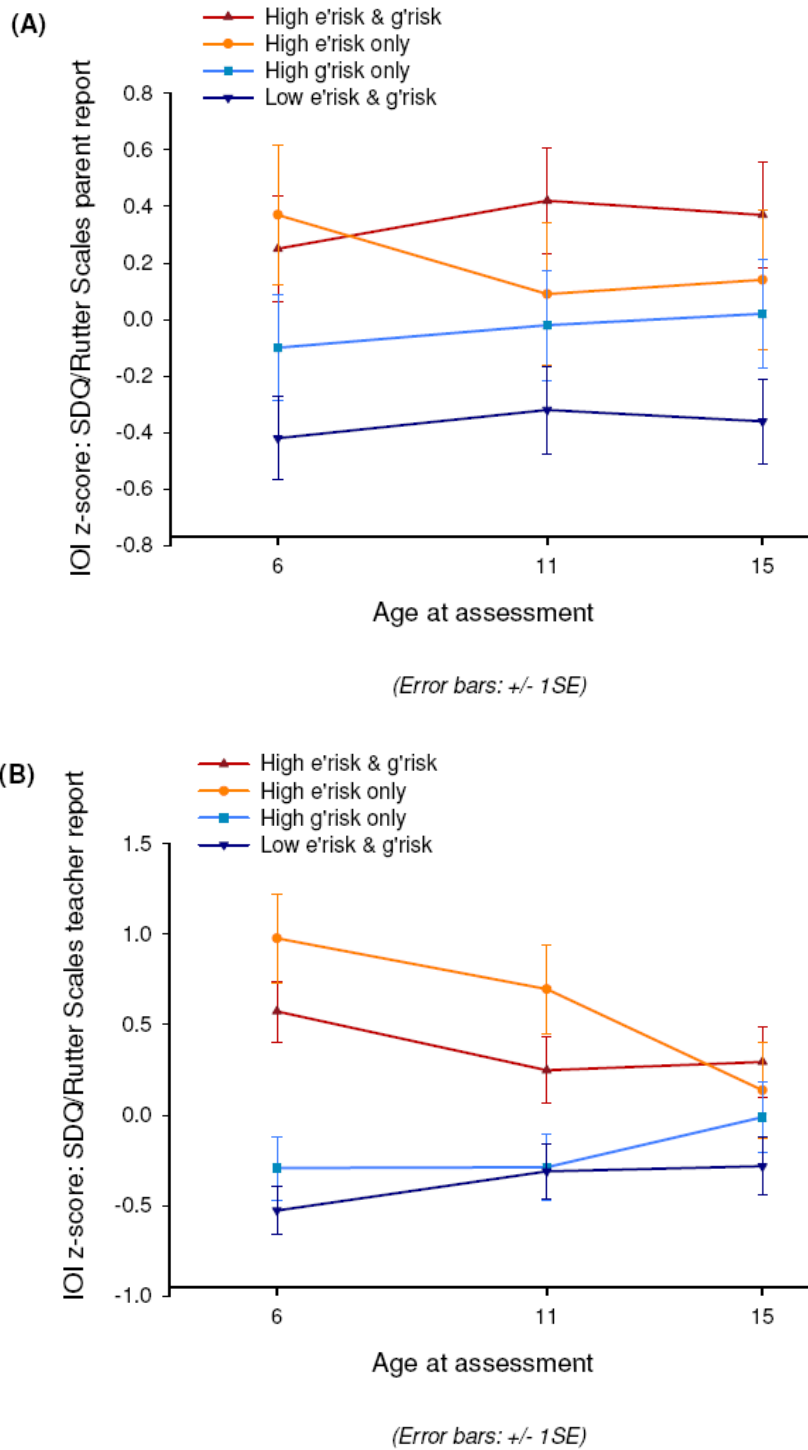 (A)
High e'risk & g'risk
High e'risk only
High g'risk only
Low e'risk & g'risk
IOI z-score: SDQ/Rutter Scales parent report
0.8
0.6
0.4
0.2
0.0
-0.2
-0.4
-0.6
-0.8
6 11 15
Age at assessment
(Error bars: +/- 1SE)
(B)
High e'risk & g'risk
High e'risk only
High g'risk only
Low e'risk & g'risk
IOI z-score: SDQ/Rutter Scales teacher report
1.5
1.0
0.5
0.0
-0.5
-1.0
6 11 15
Age at assessment
(Error bars: +/- 1SE)